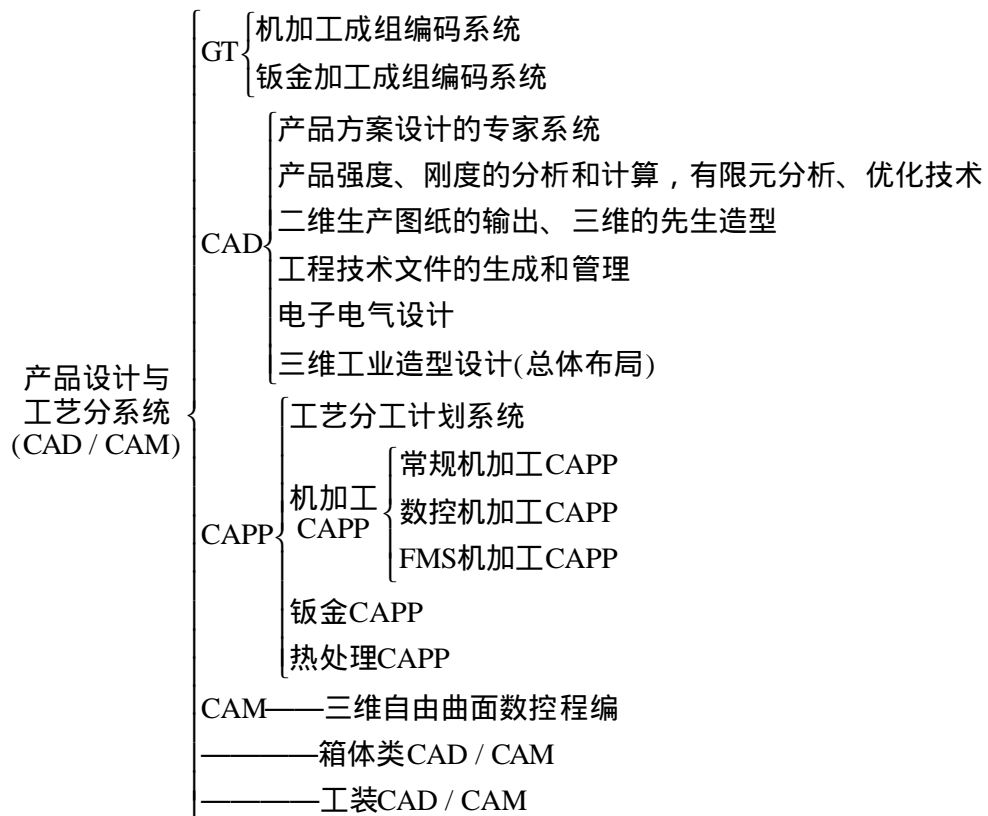 机加工成组编码系统
GT
钣金加工成组编码系统
产品方案设计的专家系统
产品强度、刚度的分析和计算,有限元分析、优化技术
二维生产图纸的输出、三维的先生造型
CAD
工程技术文件的生成和管理
电子电气设计
三维工业造型设计(总体布局)
产品设计与
工艺分系统
(CAD / CAM)
工艺分工计划系统
常规机加工CAPP
机加工
CAPP
数控机加工CAPP
CAPP
FMS机加工CAPP
钣金CAPP
热处理CAPP
CAM——三维自由曲面数控程编
————箱体类CAD / CAM
————工装CAD / CAM